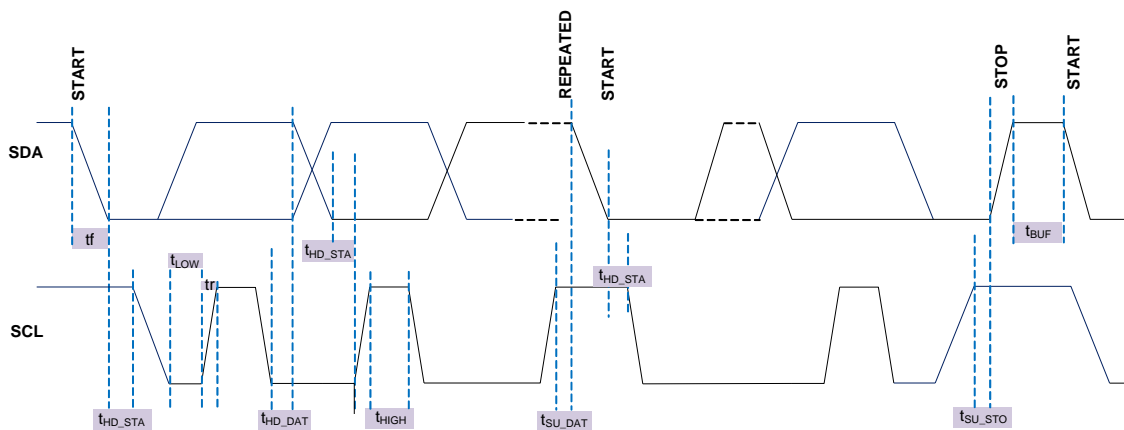 START
REPEATED
START
STOP
START
SDA
tf
tBUF
tHD_STA
tLOW
tHD_STA
tr
SCL
tHD_STA
tHD_DAT
tHIGH
tSU_DAT
tSU_STO